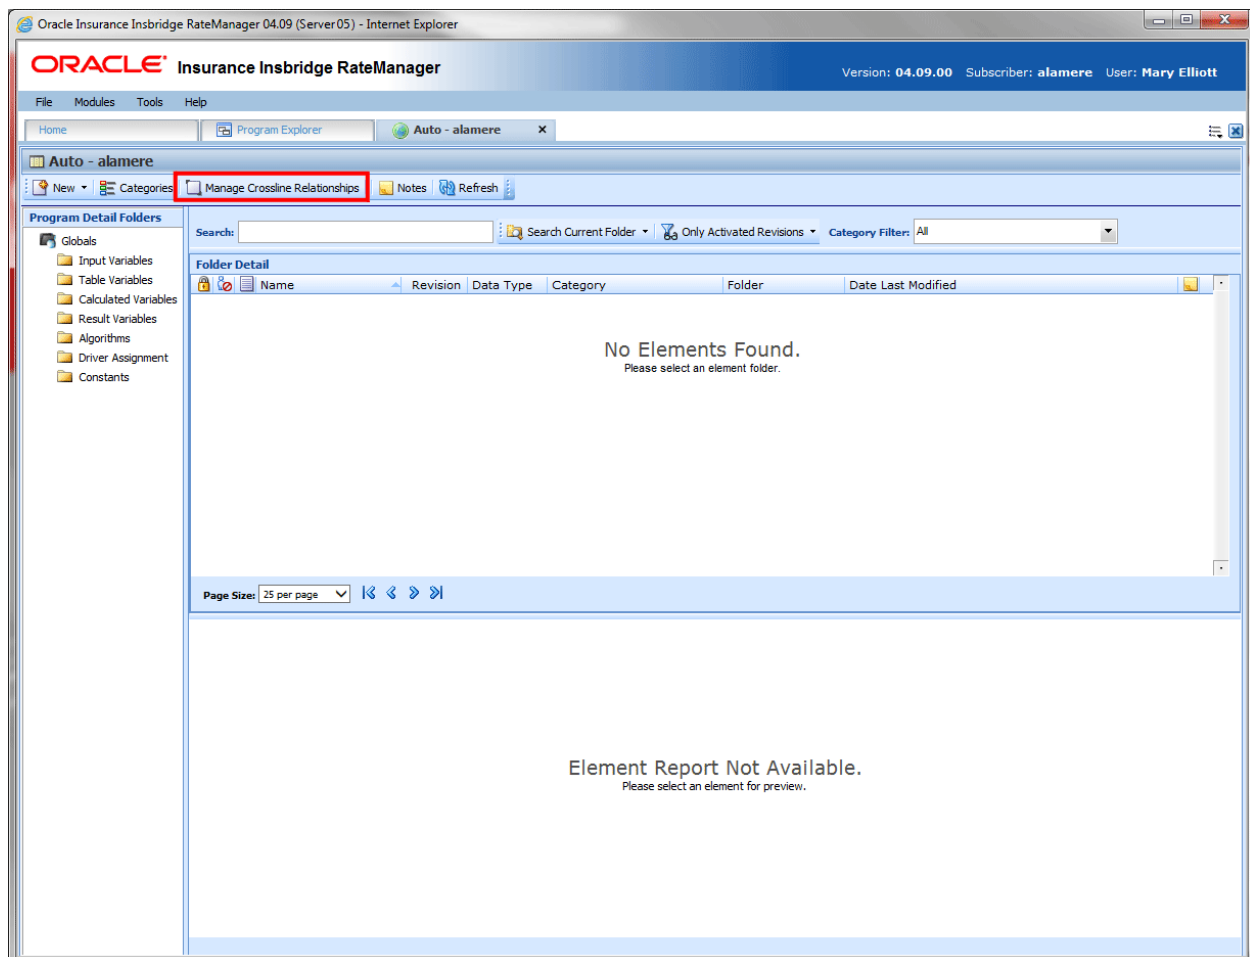 Oracle Insurance Insbridge RateManager 04.09 (Server05) - Internet Explorer
ORACLE Insurance Insbridge RateManager
Version: 04.09.00 Subscriber: alamere User: Mary Elliott
File Modules Tools Help
Home Program Explorer Auto - alamere x
Auto - alamere
New Categories Manage Crossline Relationships Notes Refresh
Program Detail Folders
Globals
Input Variables
Table Variables
Calculated Variables
Result Variables
Algorithms
Driver Assignment
Constants
Search: Search Current Folder Only Activated Revisions Category Filter: All
Folder Detail
Name Revision Data Type Category Folder Date Last Modified
No Elements Found.
Please select an element folder.
Page Size: 25 per page
Element Report Not Available.
Please select an element for preview.